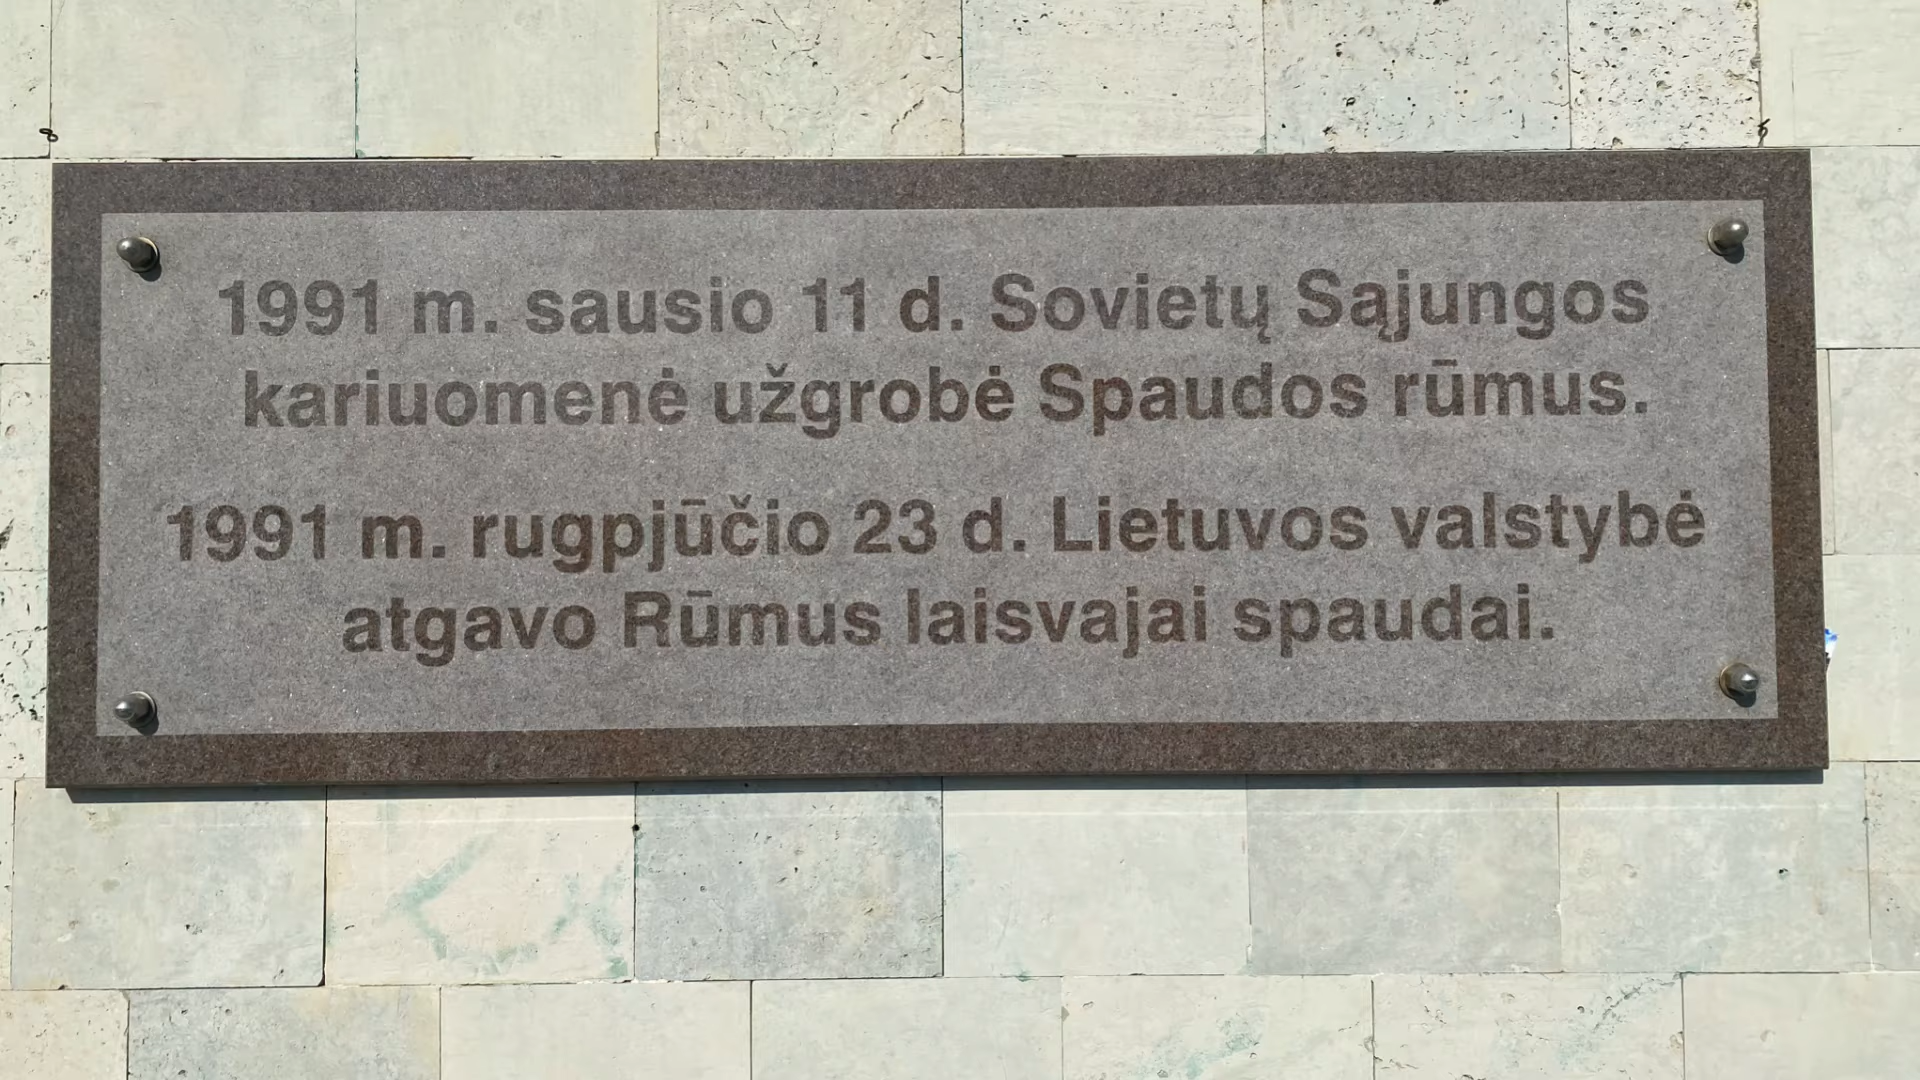 1991 m. sausio 11 d. Sovietų Sąjungos
kariuomenė užgrobė Spaudos rūmus.
1991 m. rugpjūčio 23 d. Lietuvos valstybė
atgavo Rūmus laisvajai spaudai.